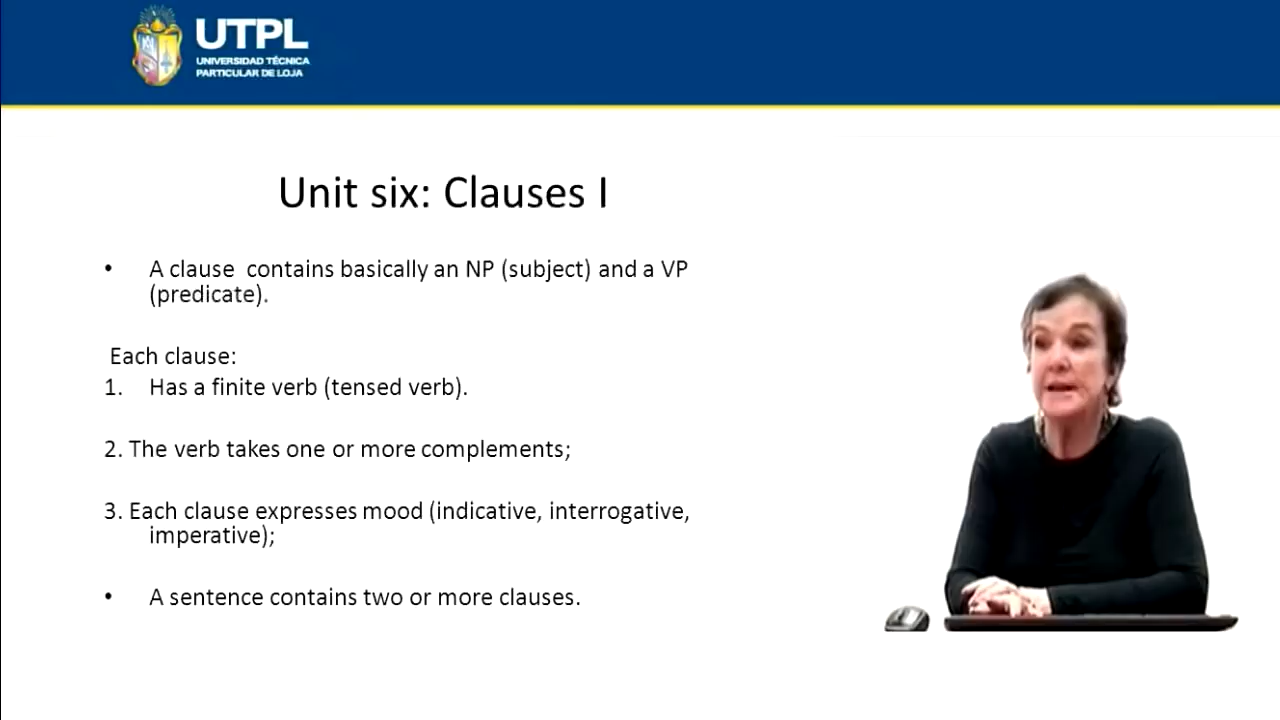 UTPL
UNIVERSIDAD TÉCNICA
PARTICULAR DE LOJA
Unit six: Clauses I
• A clause contains basically an NP (subject) and a VP
(predicate).
Each clause:
1. Has a finite verb (tensed verb).
2. The verb takes one or more complements;
3. Each clause expresses mood (indicative, interrogative,
imperative);
• A sentence contains two or more clauses.